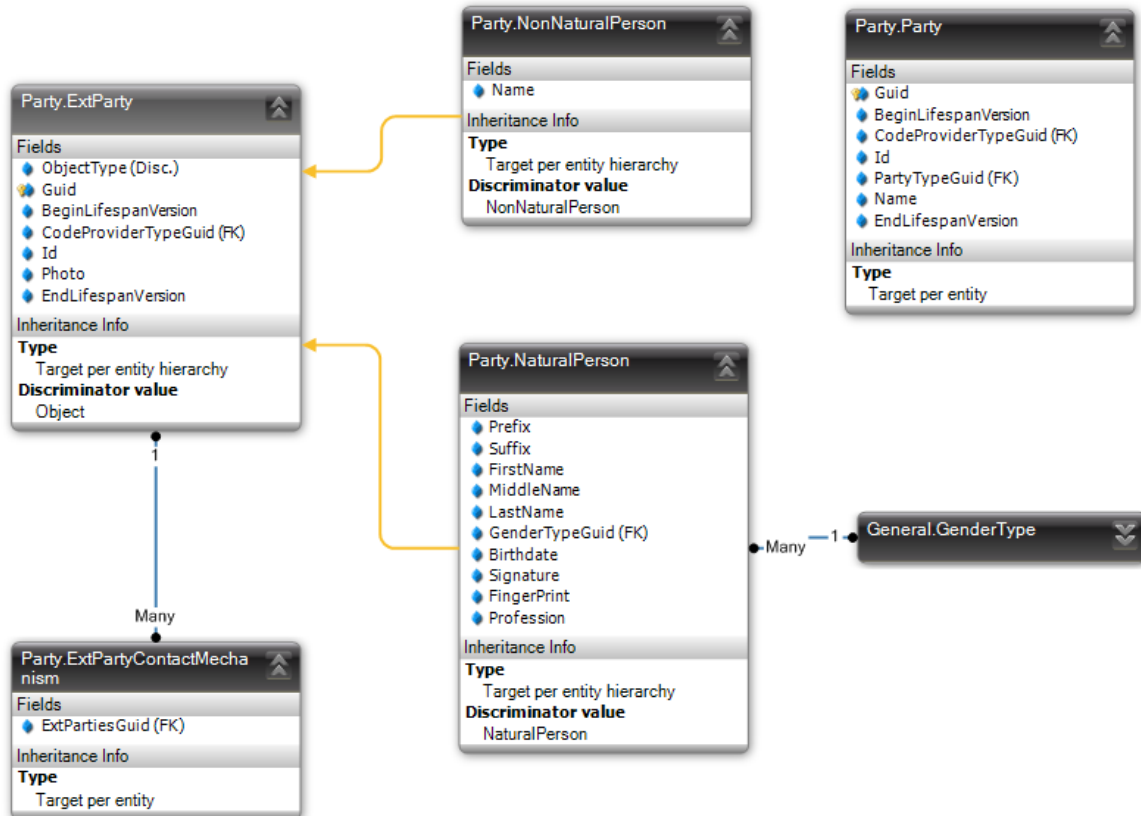 Party.ExtParty
Fields
ObjectType (Disc.)
Guid
BeginLifespanVersion
CodeProviderTypeGuid (FK)
Id
Photo
EndLifespanVersion
Inheritance Info
Type
Target per entity hierarchy
Discriminator value
Object
Party.NonNaturalPerson
Fields
Name
Inheritance Info
Type
Target per entity hierarchy
Discriminator value
NonNaturalPerson
Party.Party
Fields
Guid
BeginLifespanVersion
CodeProviderTypeGuid (FK)
Id
PartyTypeGuid (FK)
Name
EndLifespanVersion
Inheritance Info
Type
Target per entity
Party.NaturalPerson
Fields
Prefix
Suffix
FirstName
MiddleName
LastName
GenderTypeGuid (FK)
Birthdate
Signature
FingerPrint
Profession
Inheritance Info
Type
Target per entity hierarchy
Discriminator value
NaturalPerson
Many
1
General.GenderType
1
Many
Party.ExtPartyContactMecha
nism
Fields
ExtPartiesGuid (FK)
Inheritance Info
Type
Target per entity